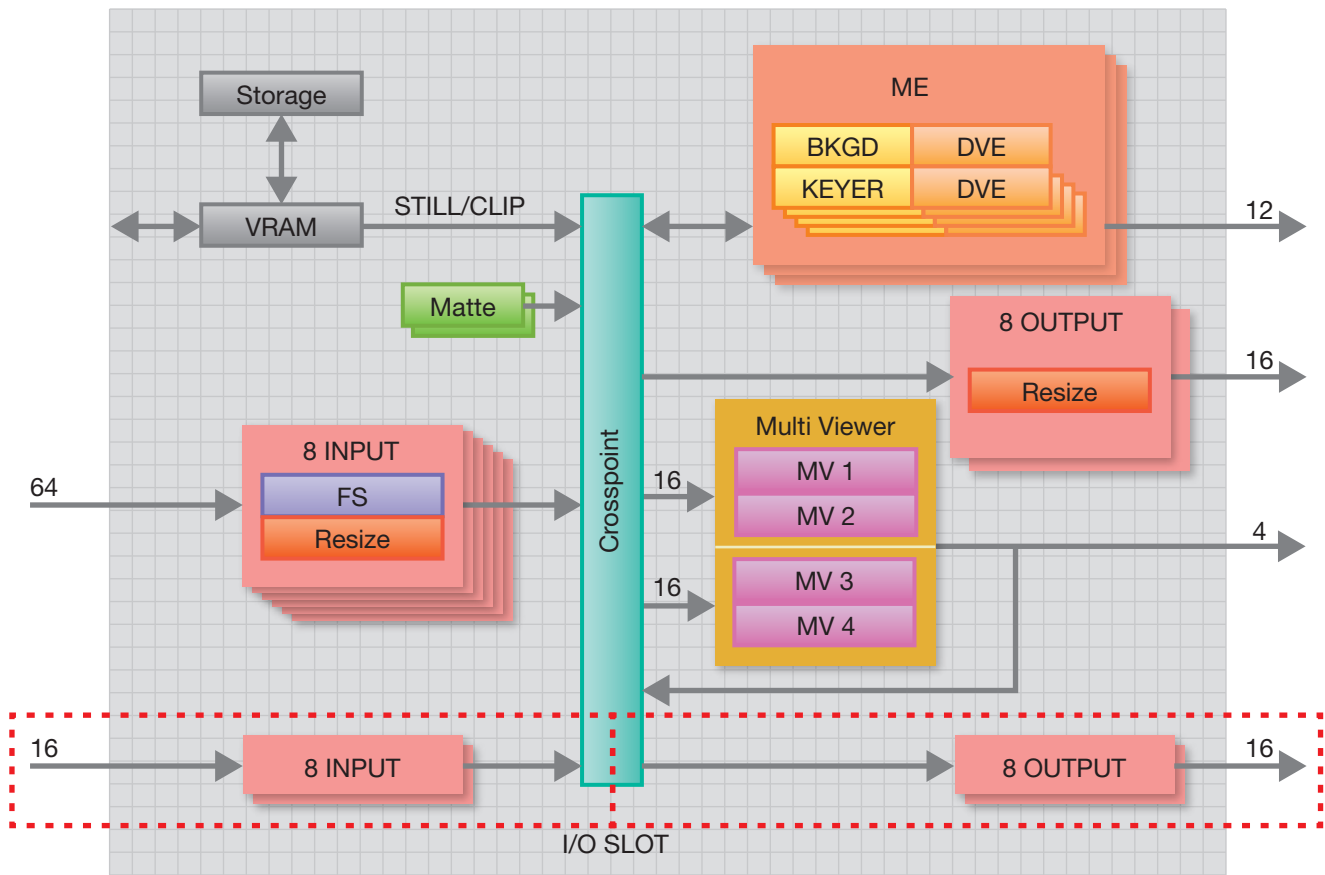 Storage
ME
BKGD DVE
KEYER DVE
STILL/CLIP
VRAM
12
Matte
8 OUTPUT
16
Resize
Crosspoint
Multi Viewer
8 INPUT
MV 1
64
16
FS
MV 2
Resize
4
MV 3
16
MV 4
16
8 INPUT
8 OUTPUT
16
I/O SLOT